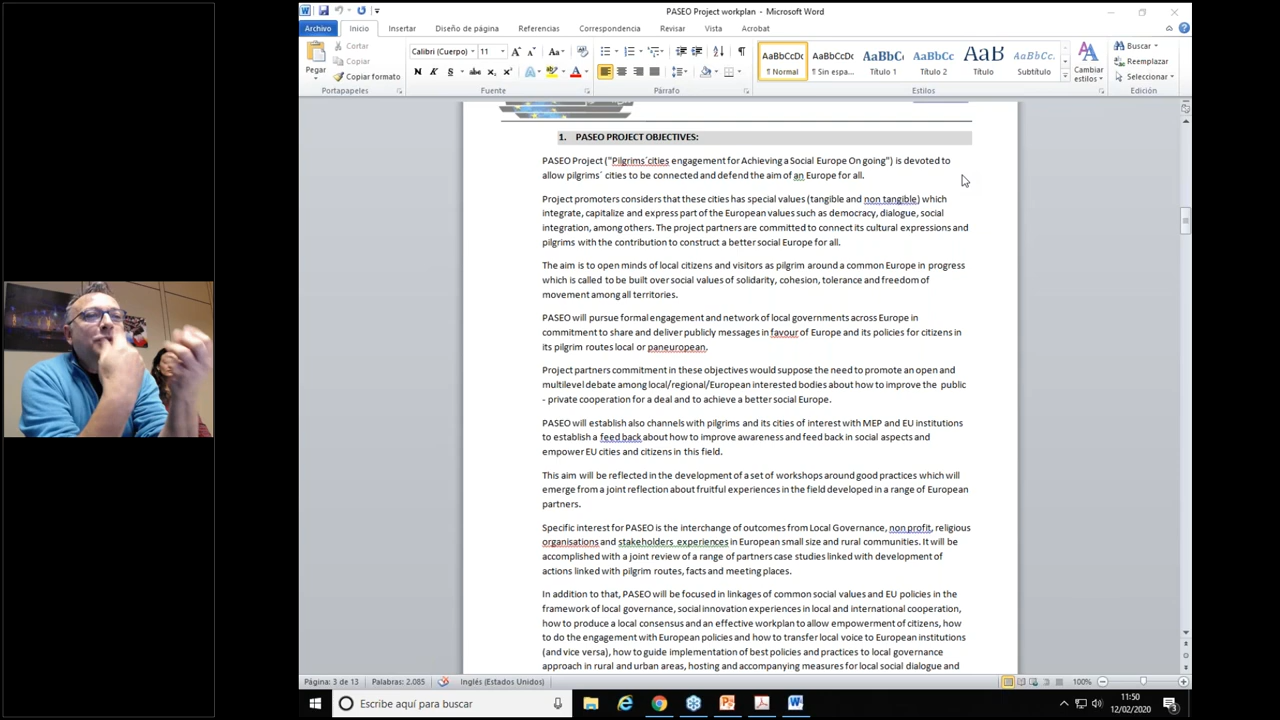 PASEO Project workplan - Microsoft Word
Archivo Inicio Insertar Diseño de página Referencias Correspondencia Revisar Vista Acrobat
Cortar
Copiar
Copiar formato
Pegar
Portapapeles
Calibri (Cuerpo) 11
Fuente
Párrafo
AaBbCcDc AaBbCcDc AaBbC AaBbCc AaB AaBbCc.
¶ Normal ¶ Sin espa... Título 1 Título 2 Título Subtítulo
Cambiar estilos
Estilos
Buscar
Reemplazar
Seleccionar
Edición
1. PASEO PROJECT OBJECTIVES:
PASEO Project ("Pilgrims´cities engagement for Achieving a Social Europe On going") is devoted to
allow pilgrims´ cities to be connected and defend the aim of an Europe for all.
Project promoters considers that these cities has special values (tangible and non tangible) which
integrate, capitalize and express part of the European values such as democracy, dialogue, social
integration, among others. The project partners are committed to connect its cultural expressions and
pilgrims with the contribution to construct a better social Europe for all.
The aim is to open minds of local citizens and visitors as pilgrim around a common Europe in progress
which is called to be built over social values of solidarity, cohesion, tolerance and freedom of
movement among all territories.
PASEO will pursue formal engagement and network of local governments across Europe in
commitment to share and deliver publicly messages in favour of Europe and its policies for citizens in
its pilgrim routes local or paneuropean.
Project partners commitment in these objectives would suppose the need to promote an open and
multilevel debate among local/regional/European interested bodies about how to improve the public
- private cooperation for a deal and to achieve a better social Europe.
PASEO will establish also channels with pilgrims and its cities of interest with MEP and EU institutions
to establish a feed back about how to improve awareness and feed back in social aspects and
empower EU cities and citizens in this field.
This aim will be reflected in the development of a set of workshops around good practices which will
emerge from a joint reflection about fruitful experiences in the field developed in a range of European
partners.
Specific interest for PASEO is the interchange of outcomes from Local Governance, non profit, religious
organisations and stakeholders experiences in European small size and rural communities. It will be
accomplished with a joint review of a range of partners case studies linked with development of
actions linked with pilgrim routes, facts and meeting places.
In addition to that, PASEO will be focused in linkages of common social values and EU policies in the
framework of local governance, social innovation experiences in local and international cooperation,
how to produce a local consensus and an effective workplan to allow empowerment of citizens, how
to do the engagement with European policies and how to transfer local voice to European institutions
(and vice versa), how to guide implementation of best policies and practices to local governance
approach in rural and urban areas, hosting and accompanying measures for local social dialogue and
Página: 3 de 13 Palabras: 2.085 Inglés (Estados Unidos) 100%
Escribe aquí para buscar
11:50
12/02/2020
3